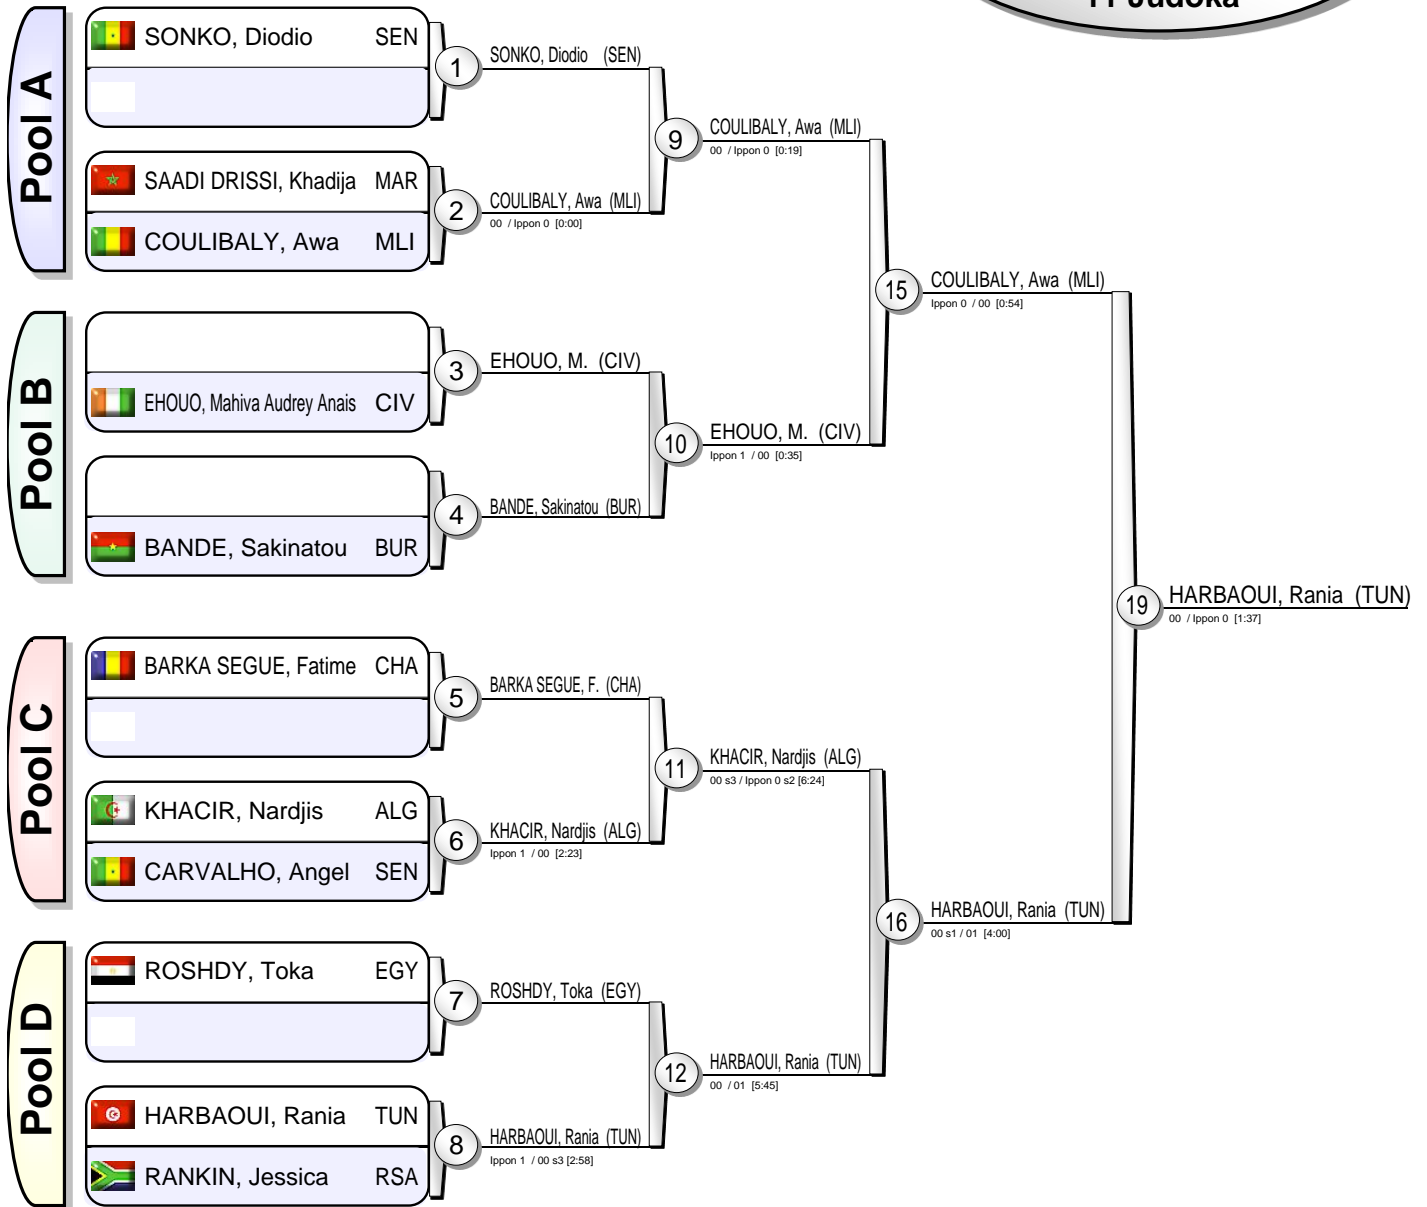 11 Judoka
Pool A
SONKO, Diodio SEN
SAADI DRISSI, Khadija MAR
COULIBALY, Awa MLI
1
SONKO, Diodio (SEN)
2
COULIBALY, Awa (MLI)
00 / Ippon 0 [0:00]
9
COULIBALY, Awa (MLI)
00 / Ippon 0 [0:19]
Pool B
EHOUO, Mahiva Audrey Anais CIV
BANDE, Sakinatou BUR
3
EHOUO, M. (CIV)
4
BANDE, Sakinatou (BUR)
10
EHOUO, M. (CIV)
Ippon 1 / 00 [0:35]
15
COULIBALY, Awa (MLI)
Ippon 0 / 00 [0:54]
Pool C
BARKA SEGUE, Fatime CHA
KHACIR, Nardjis ALG
CARVALHO, Angel SEN
5
BARKA SEGUE, F. (CHA)
6
KHACIR, Nardjis (ALG)
Ippon 1 / 00 [2:23]
11
KHACIR, Nardjis (ALG)
00 s3 / Ippon 0 s2 [6:24]
Pool D
ROSHDY, Toka EGY
HARBAOUI, Rania TUN
RANKIN, Jessica RSA
7
ROSHDY, Toka (EGY)
8
HARBAOUI, Rania (TUN)
Ippon 1 / 00 s3 [2:58]
12
HARBAOUI, Rania (TUN)
00 / 01 [5:45]
16
HARBAOUI, Rania (TUN)
00 s1 / 01 [4:00]
19
HARBAOUI, Rania (TUN)
00 / Ippon 0 [1:37]